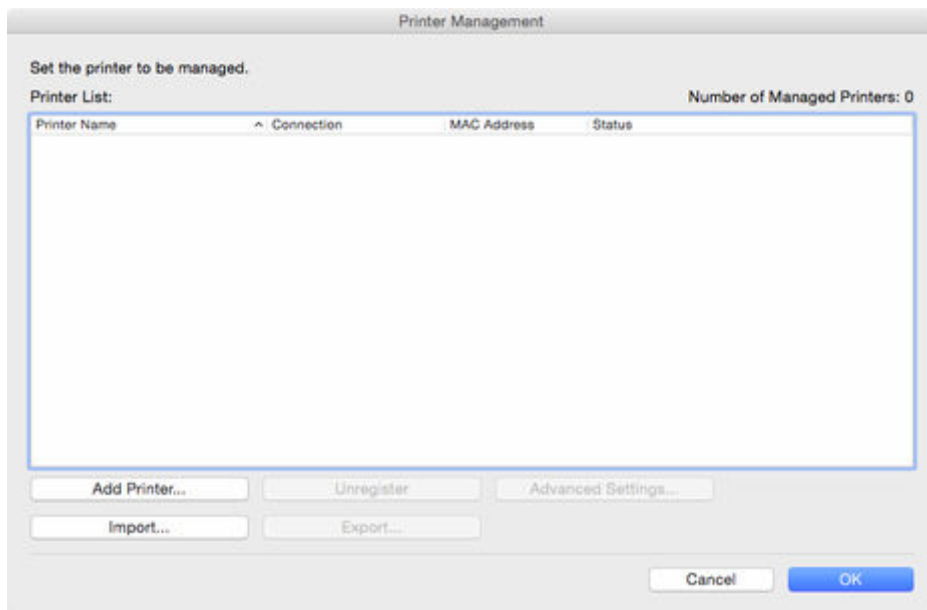 Printer Management
Set the printer to be managed.
Printer List: Number of Managed Printers: 0
Printer Name Connection MAC Address Status
Add Printer... Unregister Advanced Settings...
Import... Export...
Cancel OK